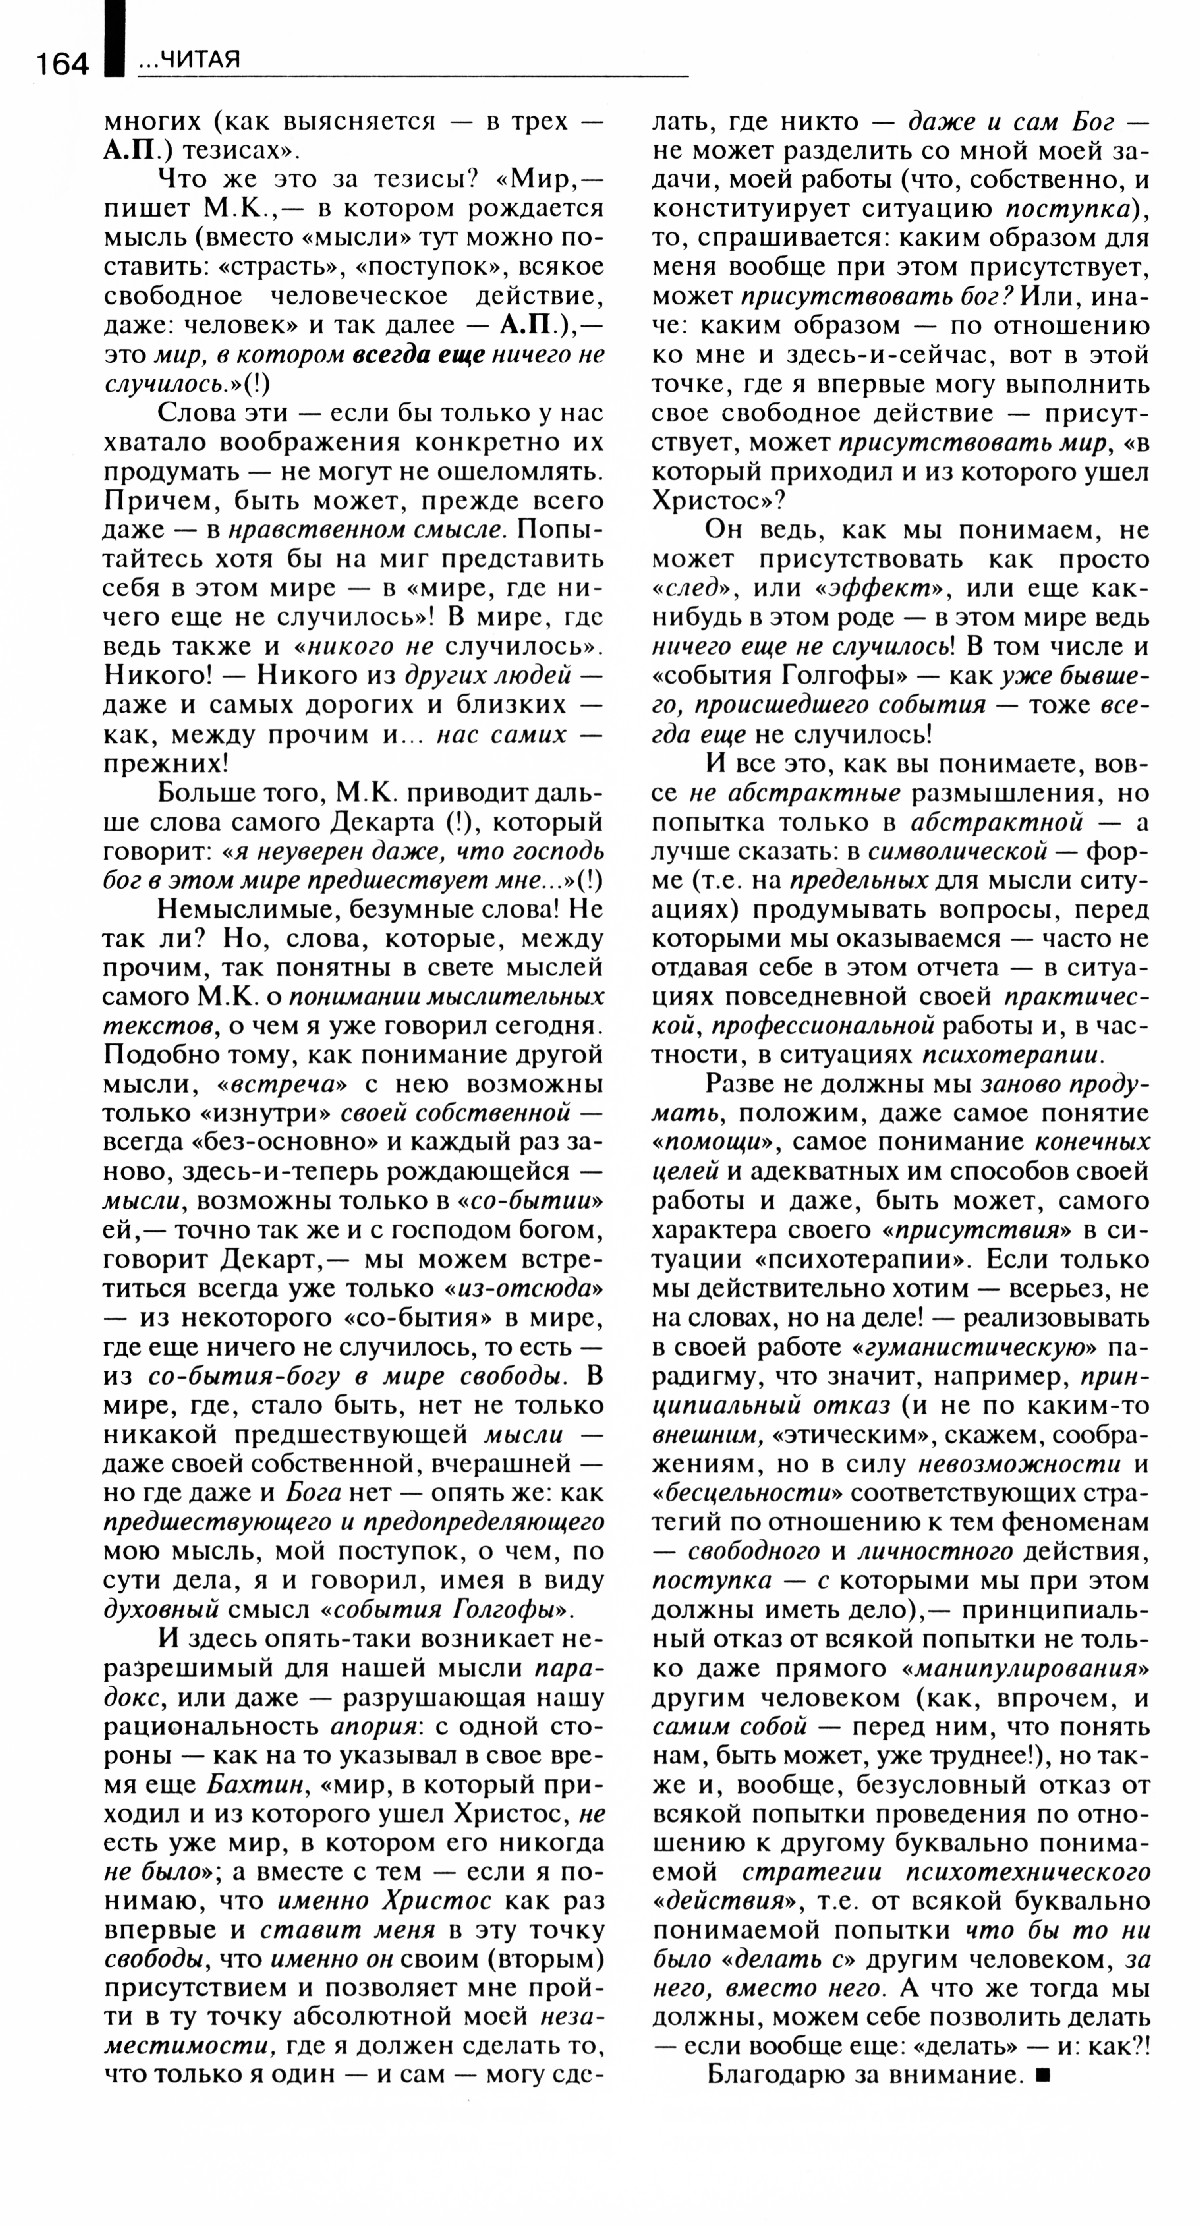 164
...ЧИТАЯ
многих (как выясняется — в трех —
А.П.) тезисах».
Что же это за тезисы? «Мир,—
пишет М.К.,— в котором рождается
мысль (вместо «мысли» тут можно по-
ставить: «страсть», «поступок», всякое
свободное человеческое действие,
даже: человек» и так далее — А.П.),—
это мир, в котором всегда еще ничего не
случилось.»(!)
Слова эти — если бы только у нас
хватало воображения конкретно их
продумать — не могут не ошеломлять.
Причем, быть может, прежде всего
даже — в нравственном смысле. Попы-
тайтесь хотя бы на миг представить
себя в этом мире — в «мире, где ни-
чего еще не случилось»! В мире, где
ведь также и «никого не случилось».
Никого! — Никого из других людей —
даже и самых дорогих и близких —
как, между прочим и... нас самих —
прежних!
Больше того, М.К. приводит даль-
ше слова самого Декарта (!), который
говорит: «я неуверен даже, что господь
бог в этом мире предшествует мне...»(!)
Немыслимые, безумные слова! Не
так ли? Но, слова, которые, между
прочим, так понятны в свете мыслей
самого М.К. о понимании мыслительных
текстов, о чем я уже говорил сегодня.
Подобно тому, как понимание другой
мысли, «встреча» с нею возможны
только «изнутри» своей собственной —
всегда «без-основно» и каждый раз за-
ново, здесь-и-теперь рождающейся —
мысли, возможны только в «со-бытии»
ей,— точно так же и с господом богом,
говорит Декарт,— мы можем встре-
титься всегда уже только «из-отсюда»
— из некоторого «со-бытия» в мире,
где еще ничего не случилось, то есть —
из со-бытия-богу в мире свободы. В
мире, где, стало быть, нет не только
никакой предшествующей мысли —
даже своей собственной, вчерашней —
но где даже и Бога нет — опять же: как
предшествующего и предопределяющего
мою мысль, мой поступок, о чем, по
сути дела, я и говорил, имея в виду
духовный смысл «события Голгофы».
И здесь опять-таки возникает не-
разрешимый для нашей мысли пара-
докс, или даже — разрушающая нашу
рациональность апория: с одной сто-
роны — как на то указывал в свое вре-
мя еще Бахтин, «мир, в который при-
ходил и из которого ушел Христос, не
есть уже мир, в котором его никогда
не было»; а вместе с тем — если я по-
нимаю, что именно Христос как раз
впервые и ставит меня в эту точку
свободы, что именно он своим (вторым)
присутствием и позволяет мне прой-
ти в ту точку абсолютной моей неза-
местимости, где я должен сделать то,
что только я один — и сам — могу сде-
лать, где никто — даже и сам Бог —
не может разделить со мной моей за-
дачи, моей работы (что, собственно, и
конституирует ситуацию поступка),
то, спрашивается: каким образом для
меня вообще при этом присутствует,
может присутствовать бог? Или, ина-
че: каким образом — по отношению
ко мне и здесь-и-сейчас, вот в этой
точке, где я впервые могу выполнить
свое свободное действие — присут-
ствует, может присутствовать мир, «в
который приходил и из которого ушел
Христос»?
Он ведь, как мы понимаем, не
может присутствовать как просто
«след», или «эффект», или еще как-
нибудь в этом роде — в этом мире ведь
ничего еще не случилось! В том числе и
«события Голгофы» — как уже бывше-
го, происшедшего события — тоже все-
гда еще не случилось!
И все это, как вы понимаете, вов-
се не абстрактные размышления, но
попытка только в абстрактной — а
лучше сказать: в символической — фор-
ме (т.е. на предельных для мысли ситу-
ациях) продумывать вопросы, перед
которыми мы оказываемся — часто не
отдавая себе в этом отчета — в ситуа-
циях повседневной своей практичес-
кой, профессиональной работы и, в час-
тности, в ситуациях психотерапии.
Разве не должны мы заново проду-
мать, положим, даже самое понятие
«помощи», самое понимание конечных
целей и адекватных им способов своей
работы и даже, быть может, самого
характера своего «присутствия» в си-
туации «психотерапии». Если только
мы действительно хотим — всерьез, не
на словах, но на деле! — реализовывать
в своей работе «гуманистическую» па-
радигму, что значит, например, прин-
ципиальный отказ (и не по каким-то
внешним, «этическим», скажем, сообра-
жениям, но в силу невозможности и
«бесцельности» соответствующих стра-
тегий по отношению к тем феноменам
— свободного и личностного действия,
поступка — с которыми мы при этом
должны иметь дело),— принципиаль-
ный отказ от всякой попытки не толь-
ко даже прямого «манипулирования»
другим человеком (как, впрочем, и
самим собой — перед ним, что понять
нам, быть может, уже труднее!), но так-
же и, вообще, безусловный отказ от
всякой попытки проведения по отно-
шению к другому буквально понима-
емой стратегии психотехнического
«действия», т.е. от всякой буквально
понимаемой попытки что бы то ни
было «делать с» другим человеком, за
него, вместо него. А что же тогда мы
должны, можем себе позволить делать
— если вообще еще: «делать» — и: как?!
Благодарю за внимание. ■